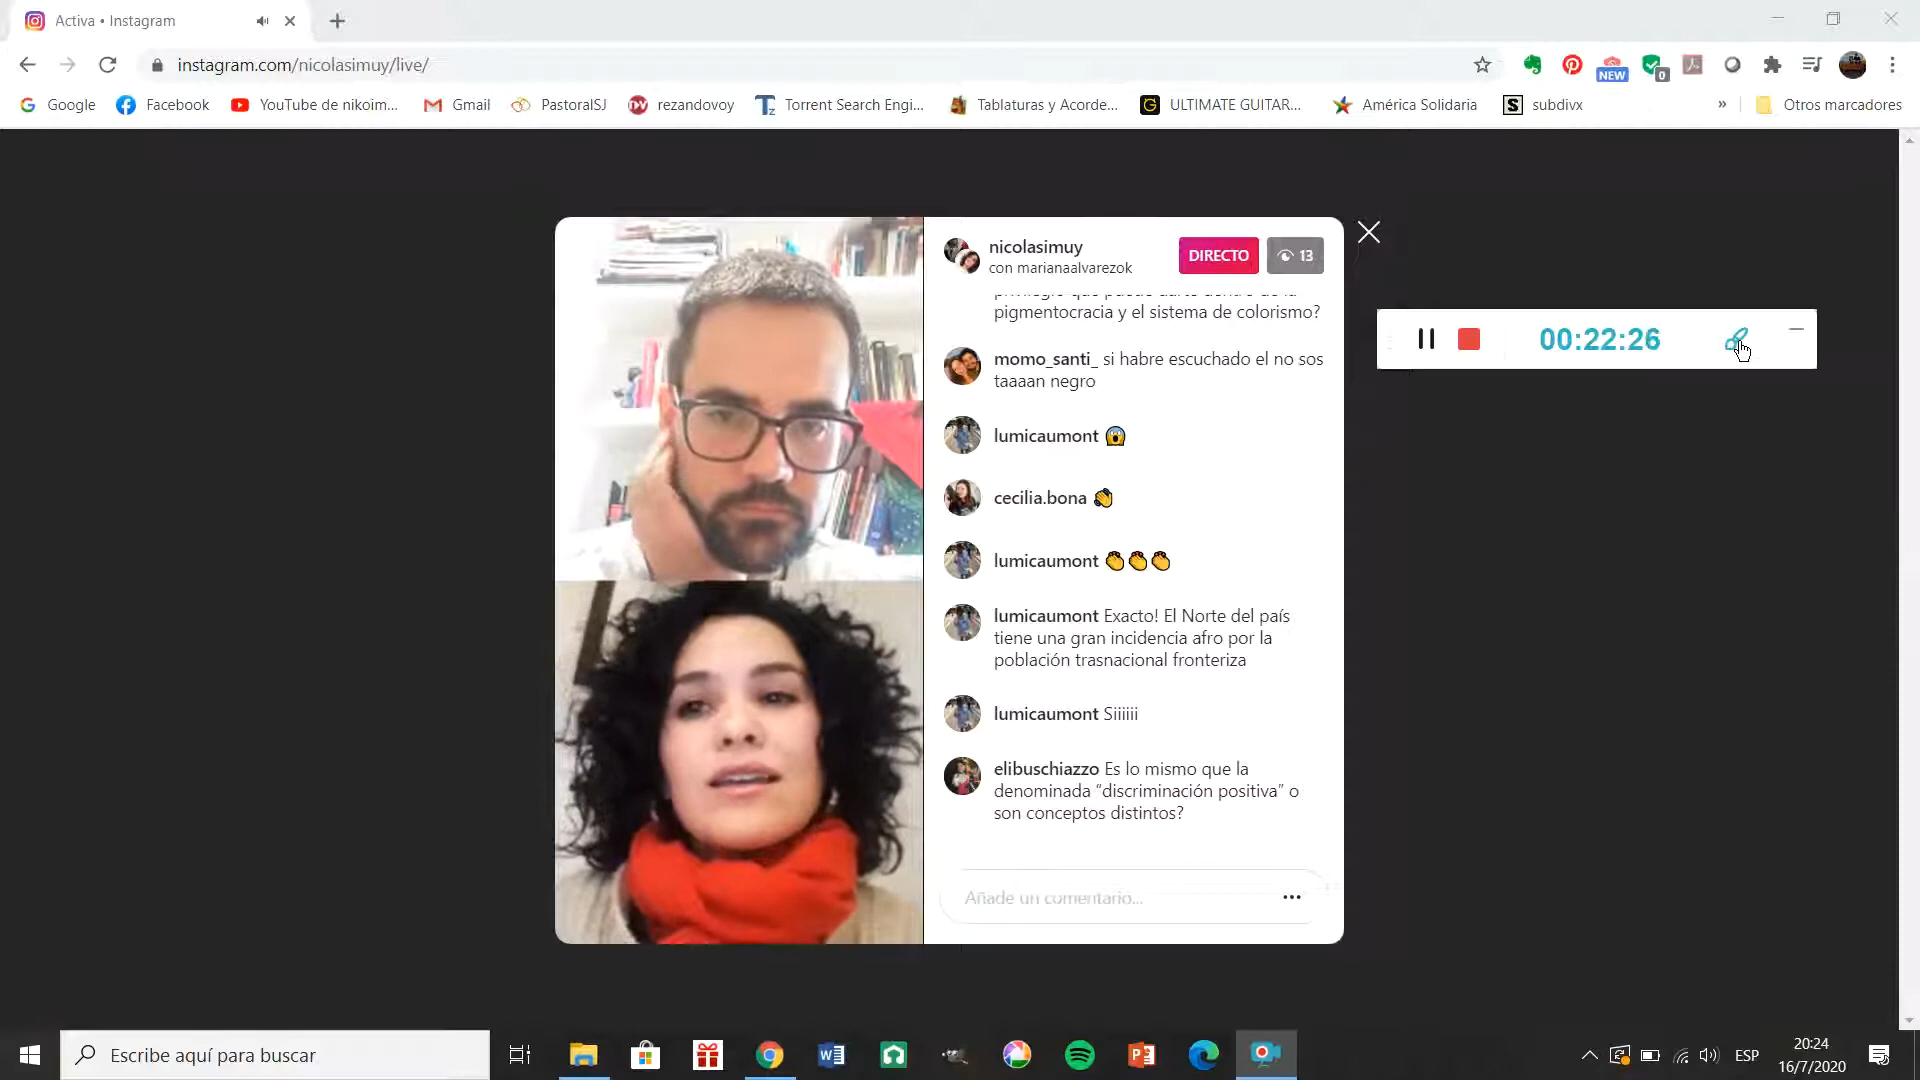 Activa • Instagram
instagram.com/nicolasimuy/live/
NEW
0
Google
Facebook
YouTube de nikoim...
Gmail
PastoralSJ
rezandovoy
Torrent Search Engi...
Tablaturas y Acorde...
ULTIMATE GUITAR...
América Solidaria
subdivx
»
Otros marcadores
nicolasimuy
con marianaalvarezok
DIRECTO
13
pigmentocracia y el sistema de colorismo?
momo_santi_ si habre escuchado el no sos
taaaan negro
lumicaumont 😱
cecilia.bona 👏
lumicaumont 👏👏👏
lumicaumont Exacto! El Norte del país
tiene una gran incidencia afro por la
población trasnacional fronteriza
lumicaumont Siiiiii
elibuschiazzo Es lo mismo que la
denominada “discriminación positiva” o
son conceptos distintos?
Añade un comentario...
00:22:26
Escribe aquí para buscar
ESP
20:24
16/7/2020